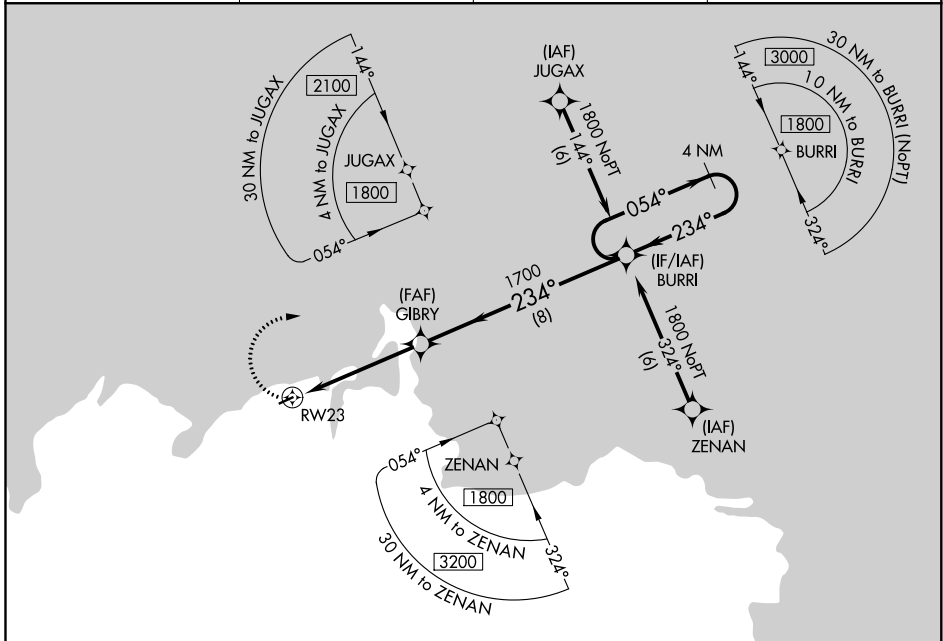 30 NM to JUGAX
144°
2100
4 NM to JUGAX
JUGAX
1800
054°
(IAF)
JUGAX
1800 NoPT
144°
(6)
4 NM
054°
234°
(IF/IAF)
BURRI
30 NM to BURRI (NoPT)
144°
3000
10 NM to BURRI
1800
BURRI
324°
1700
234°
(8)
(FAF)
GIBRY
RW23
1800 NoPT
324°
(6)
(IAF)
ZENAN
054°
ZENAN
1800
4 NM to ZENAN
324°
3200
30 NM to ZENAN